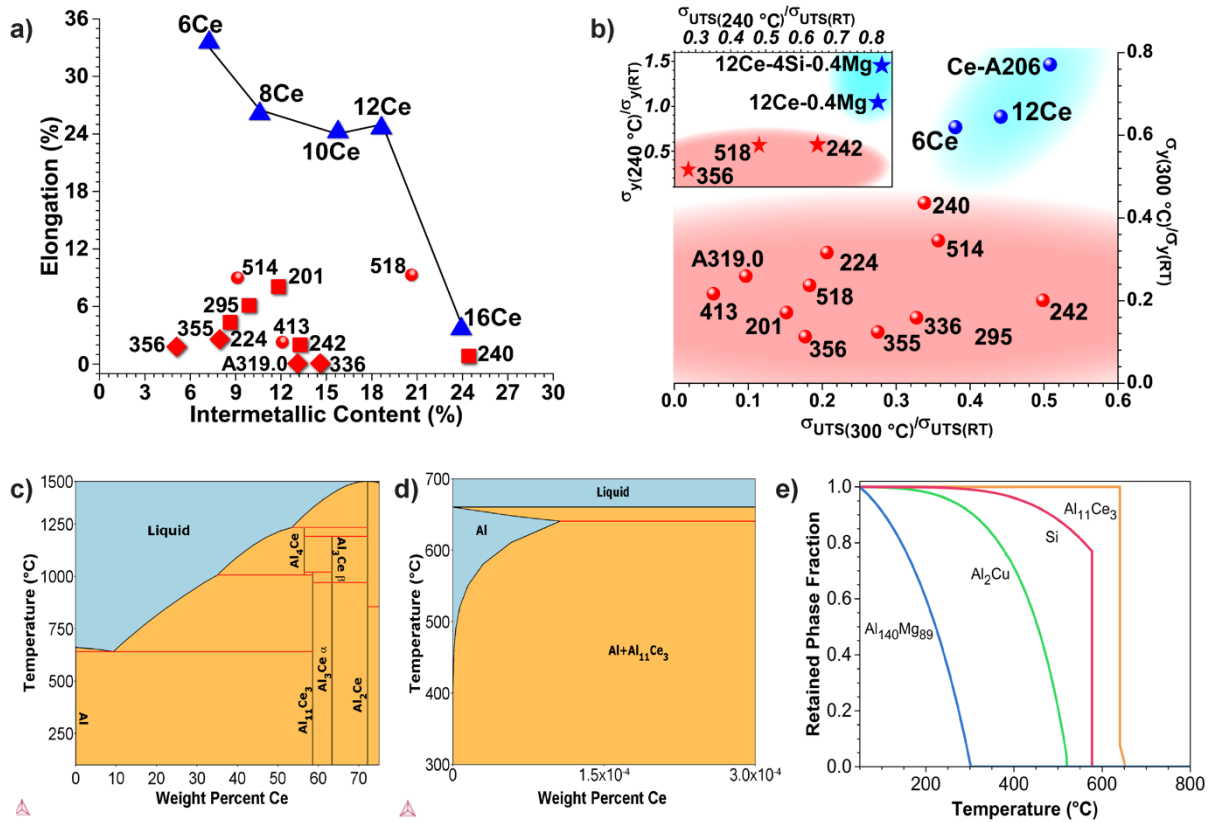 a)
Elongation (%)
36
30
24
18
12
6
0
6Ce
8Ce
10Ce
12Ce
16Ce
514
201
518
295
355
224
413
356
242
A319.0
336
240
0 3 6 9 12 15 18 21 24 27 30
Intermetallic Content (%)
b)
σUTS(240 °C)/σUTS(RT)
0.3 0.4 0.5 0.6 0.7 0.8
σy(240 °C)/σy(RT)
1.5
1.0
0.5
12Ce-4Si-0.4Mg
12Ce-0.4Mg
518
242
356
Ce-A206
12Ce
6Ce
240
514
A319.0
224
413
518
201
336
295
242
356
355
0.8
0.6
0.4
0.2
0.0
σy(300 °C)/σy(RT)
0.0 0.1 0.2 0.3 0.4 0.5 0.6
σUTS(300 °C)/σUTS(RT)
c)
Temperature (°C)
1500
1250
1000
750
500
250
Liquid
Al
Al4Ce
Al3Ce β
Al11Ce3
Al3Ce α
Al2Ce
0 10 20 30 40 50 60 70
Weight Percent Ce
d)
Temperature (°C)
700
600
500
400
300
Liquid
Al
Al+Al11Ce3
0 1.5x10-4 3.0x10-4
Weight Percent Ce
e)
Retained Phase Fraction
1.0
0.8
0.6
0.4
0.2
0.0
Al11Ce3
Si
Al2Cu
Al140Mg89
200 400 600 800
Temperature (°C)